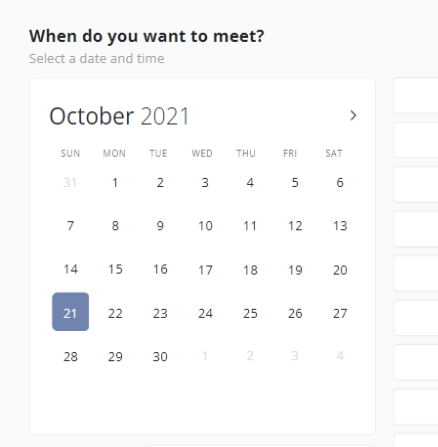 When do you want to meet?
Select a date and time
October 2021
SUN MON TUE WED THU FRI SAT
31 1 2 3 4 5 6
7 8 9 10 11 12 13
14 15 16 17 18 19 20
21 22 23 24 25 26 27
28 29 30 1 2 3 4